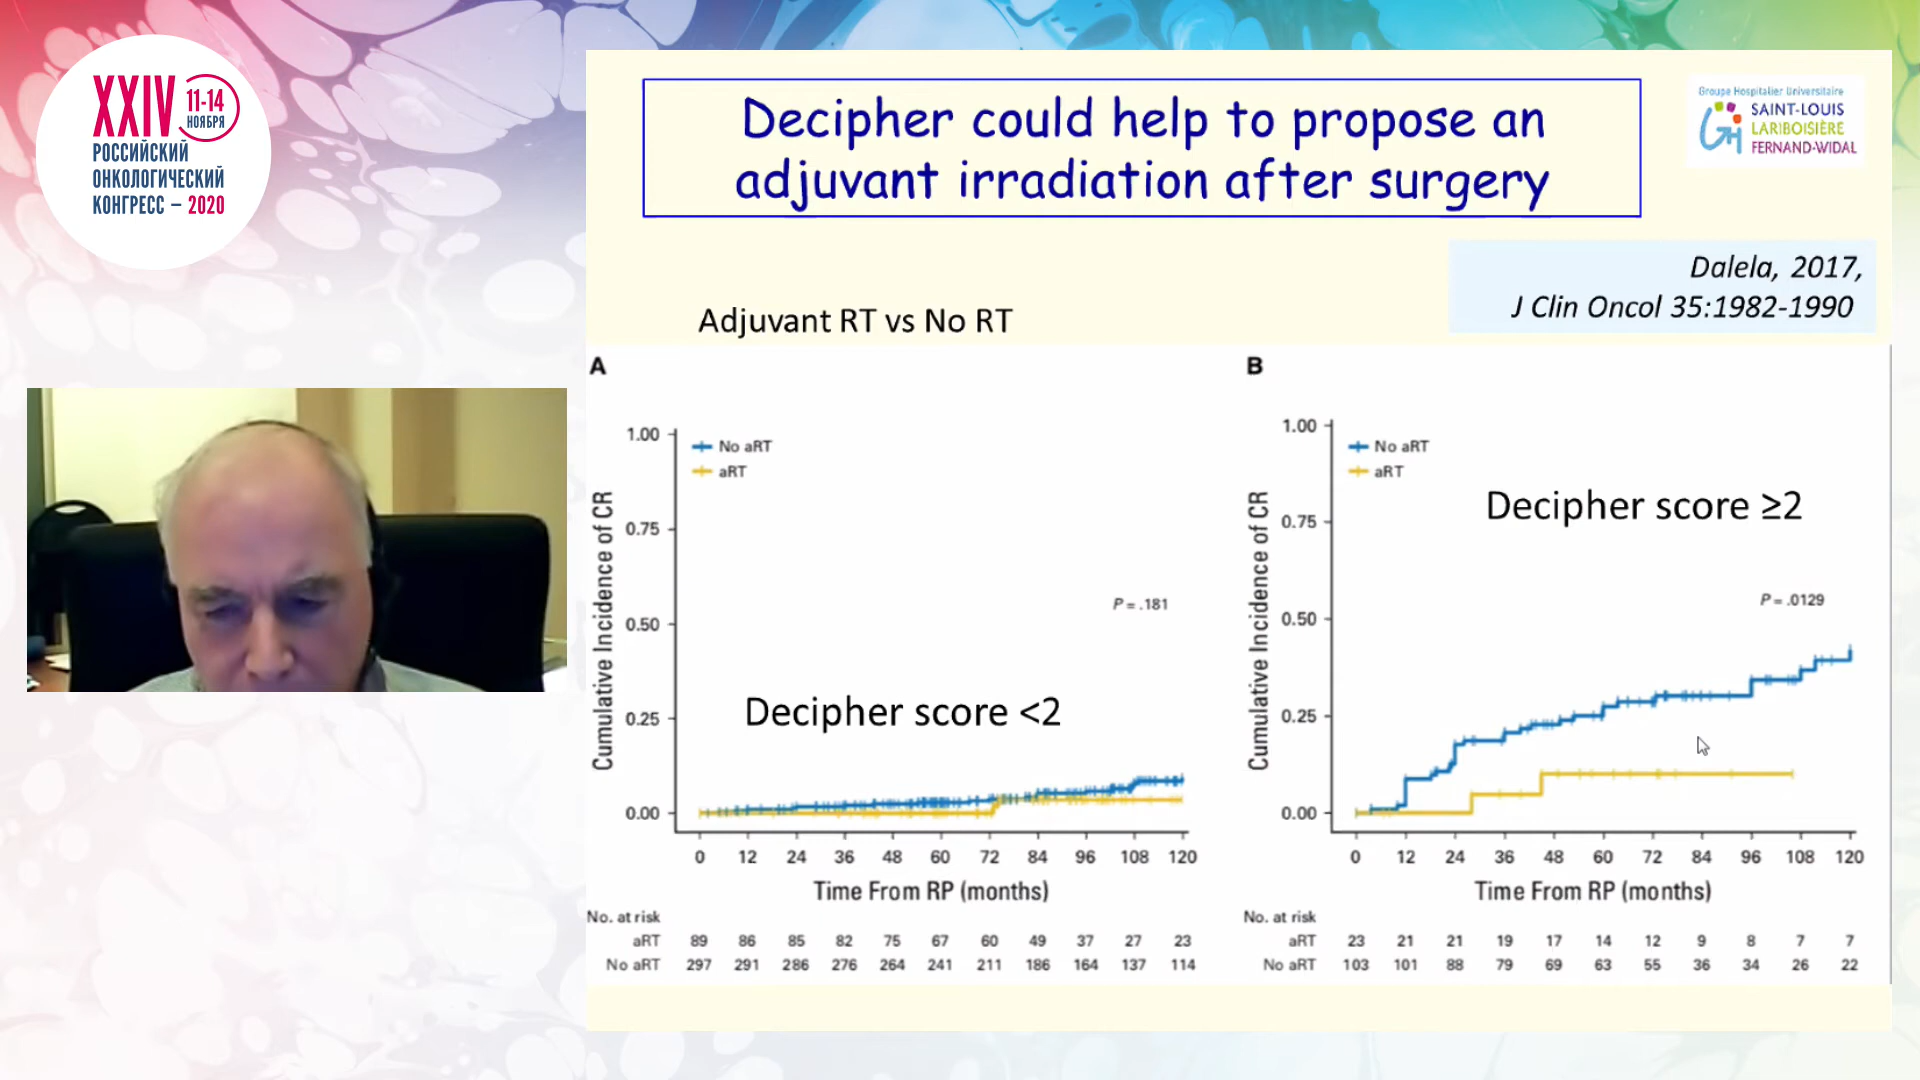 XXIV
11-14
НОЯБРЯ
РОССИЙСКИЙ
ОНКОЛОГИЧЕСКИЙ
КОНГРЕСС – 2020
Decipher could help to propose an
adjuvant irradiation after surgery
Groupe Hospitalier Universitaire
SAINT-LOUIS
LARIBOISIÈRE
FERNAND-WIDAL
Dalela, 2017,
J Clin Oncol 35:1982-1990
Adjuvant RT vs No RT
A
Cumulative Incidence of CR
1.00
0.75
0.50
0.25
0.00
No aRT
aRT
P = .181
Decipher score <2
0 12 24 36 48 60 72 84 96 108 120
Time From RP (months)
No. at risk
aRT 89 86 85 82 75 67 60 49 37 27 23
No aRT 297 291 286 276 264 241 211 186 164 137 114
B
Cumulative Incidence of CR
1.00
0.75
0.50
0.25
0.00
No aRT
aRT
Decipher score ≥2
P = .0129
0 12 24 36 48 60 72 84 96 108 120
Time From RP (months)
No. at risk
aRT 23 21 21 19 17 14 12 9 8 7 7
No aRT 103 101 88 79 69 63 55 36 34 26 22